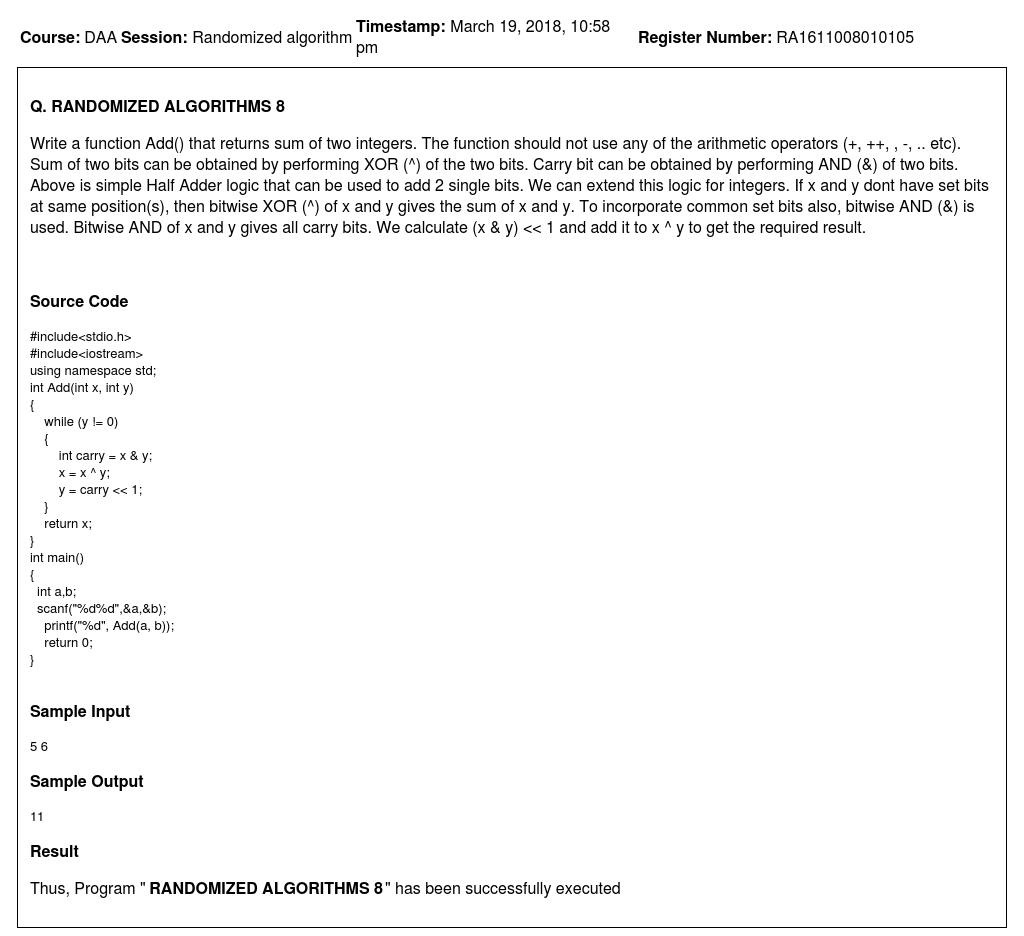 Course: DAA Session: Randomized algorithm Timestamp: March 19, 2018, 10:58 pm Register Number: RA1611008010105
Q. RANDOMIZED ALGORITHMS 8
Write a function Add() that returns sum of two integers. The function should not use any of the arithmetic operators (+, ++, , -, .. etc).
Sum of two bits can be obtained by performing XOR (^) of the two bits. Carry bit can be obtained by performing AND (&) of two bits.
Above is simple Half Adder logic that can be used to add 2 single bits. We can extend this logic for integers. If x and y dont have set bits
at same position(s), then bitwise XOR (^) of x and y gives the sum of x and y. To incorporate common set bits also, bitwise AND (&) is
used. Bitwise AND of x and y gives all carry bits. We calculate (x & y) << 1 and add it to x ^ y to get the required result.
Source Code
#include<stdio.h>
#include<iostream>
using namespace std;
int Add(int x, int y)
{
    while (y != 0)
    {
        int carry = x & y;
        x = x ^ y;
        y = carry << 1;
    }
    return x;
}
int main()
{
  int a,b;
  scanf("%d%d",&a,&b);
    printf("%d", Add(a, b));
    return 0;
}
Sample Input
5 6
Sample Output
11
Result
Thus, Program " RANDOMIZED ALGORITHMS 8" has been successfully executed